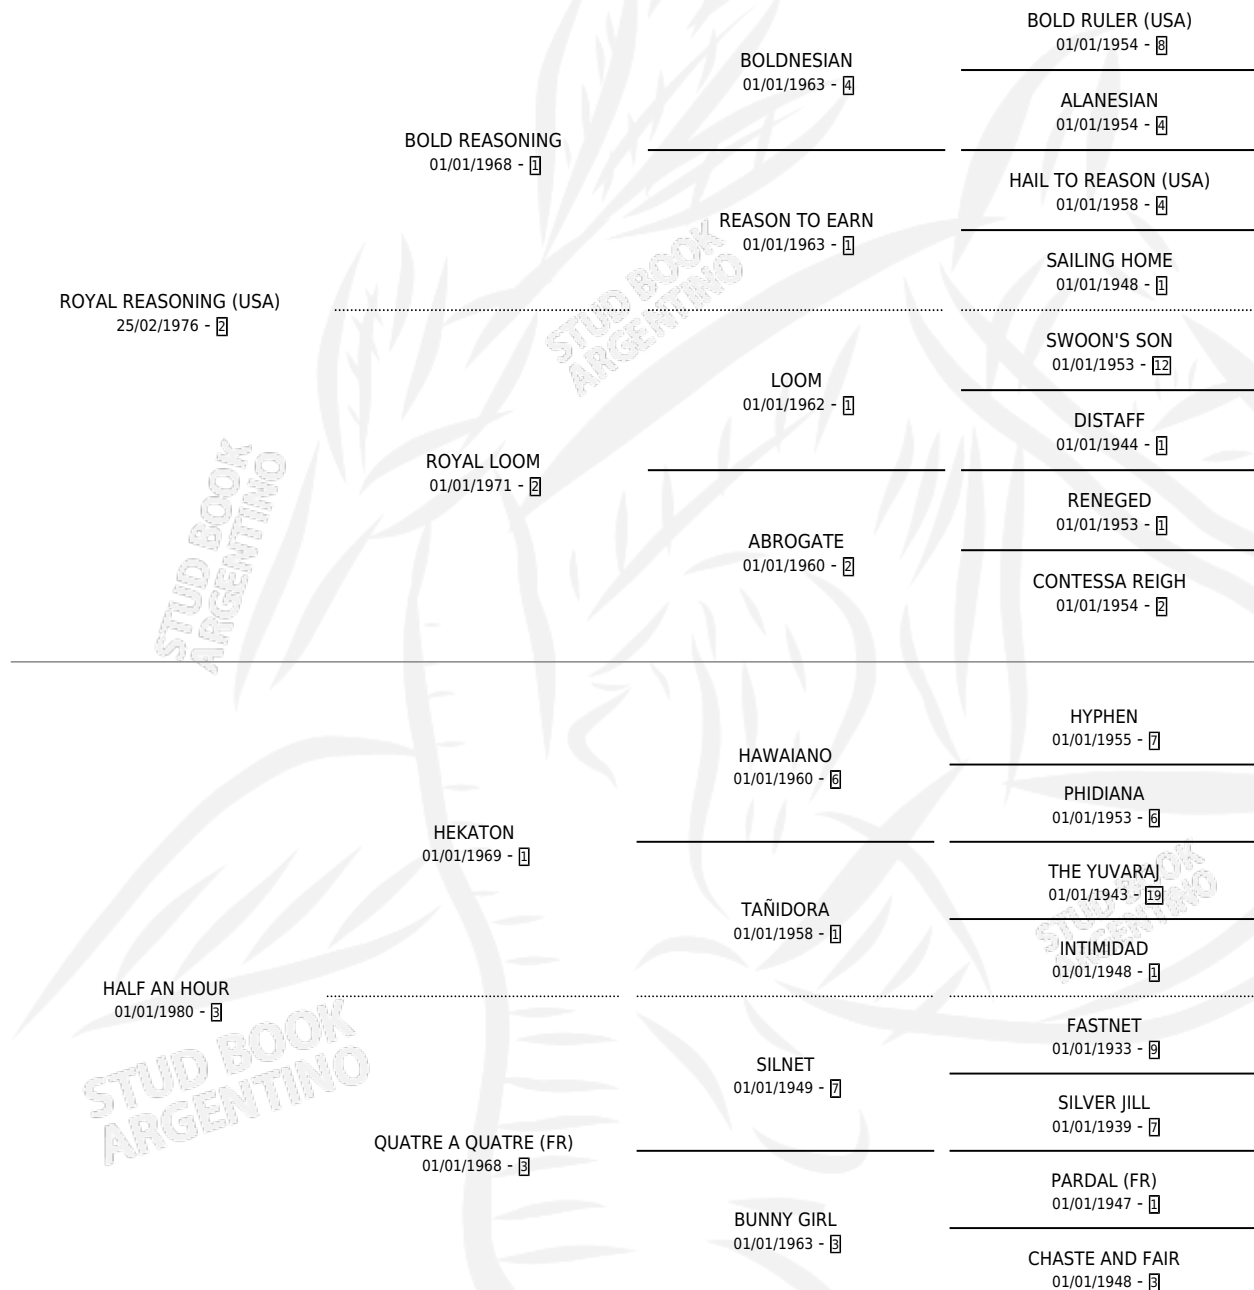 BOLD RULER (USA)
01/01/1954 - 8
BOLDNESIAN
01/01/1963 - 4
ALANESIAN
01/01/1954 - 4
BOLD REASONING
01/01/1968 - 1
HAIL TO REASON (USA)
01/01/1958 - 4
REASON TO EARN
01/01/1963 - 1
SAILING HOME
01/01/1948 - 1
ROYAL REASONING (USA)
25/02/1976 - 2
SWOON'S SON
01/01/1953 - 12
LOOM
01/01/1962 - 1
DISTAFF
01/01/1944 - 1
ROYAL LOOM
01/01/1971 - 2
RENEGED
01/01/1953 - 1
ABROGATE
01/01/1960 - 2
CONTESSA REIGH
01/01/1954 - 2
HYPHEN
01/01/1955 - 7
HAWAIANO
01/01/1960 - 6
PHIDIANA
01/01/1953 - 6
HEKATON
01/01/1969 - 1
THE YUVARAJ
01/01/1943 - 19
TAÑIDORA
01/01/1958 - 1
INTIMIDAD
01/01/1948 - 1
HALF AN HOUR
01/01/1980 - 3
FASTNET
01/01/1933 - 9
SILNET
01/01/1949 - 7
SILVER JILL
01/01/1939 - 7
QUATRE A QUATRE (FR)
01/01/1968 - 3
PARDAL (FR)
01/01/1947 - 1
BUNNY GIRL
01/01/1963 - 3
CHASTE AND FAIR
01/01/1948 - 3
STUD BOOK
ARGENTINO
STUD BOOK
ARGENTINO
STUD BOOK
ARGENTINO
STUD BOOK
ARGENTINO